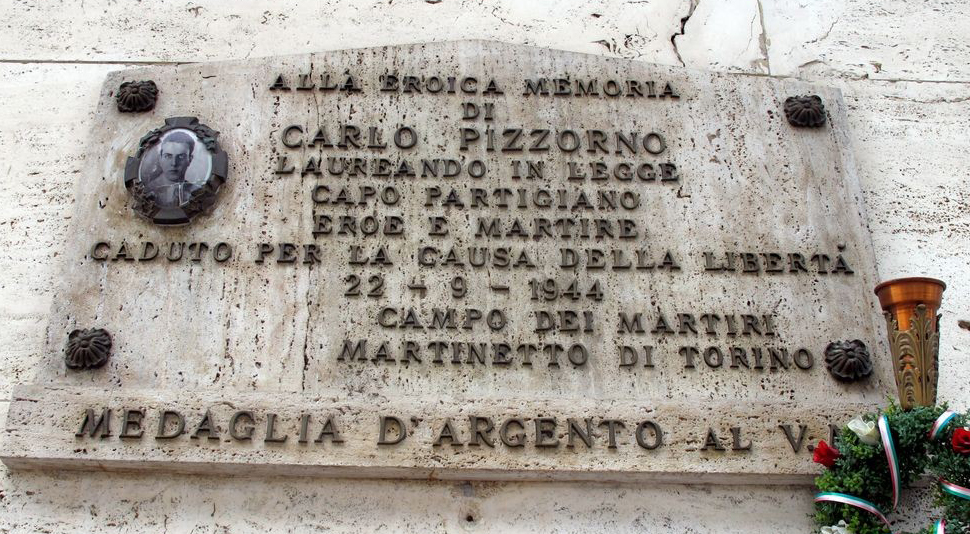 ALLA EROICA MEMORIA
DI
CARLO PIZZORNO
LAUREANDO IN LEGGE
CAPO PARTIGIANO
EROE E MARTIRE
CADUTO PER LA CAUSA DELLA LIBERTÀ
22 - 9 - 1944
CAMPO DEI MARTIRI
MARTINETTO DI TORINO
MEDAGLIA D'ARGENTO AL V.